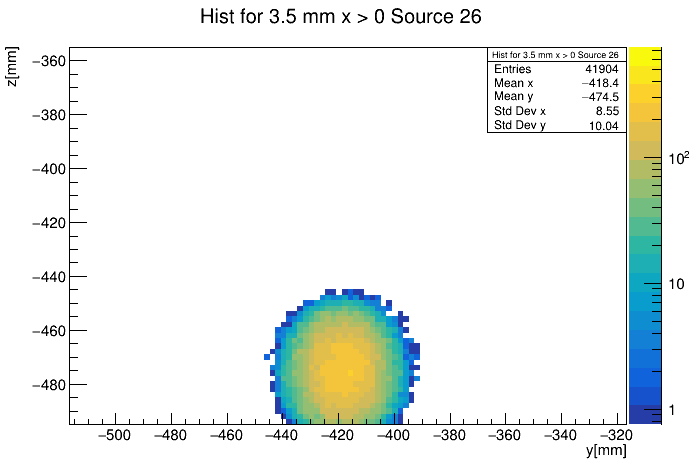 Hist for 3.5 mm x > 0 Source 26
z[mm]
Hist for 3.5 mm x > 0 Source 26
Entries 41904
Mean x −418.4
Mean y −474.5
Std Dev x 8.55
Std Dev y 10.04
−360
−380
−400
−420
−440
−460
−480
10²
10
1
−500 −480 −460 −440 −420 −400 −380 −360 −340 −320
y[mm]